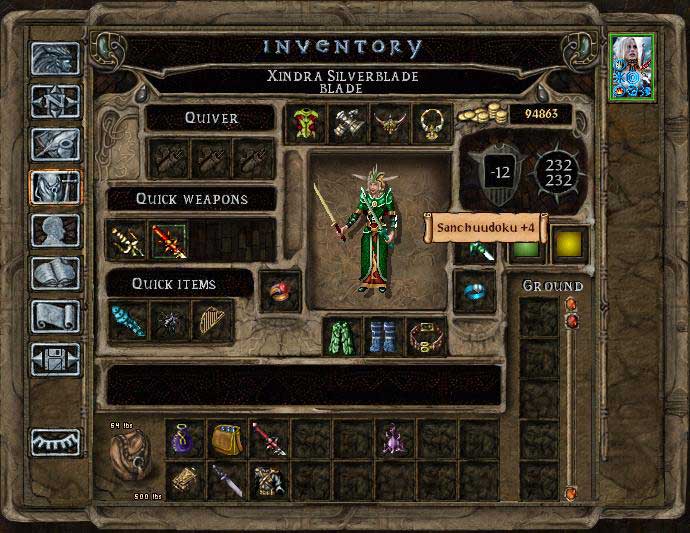 INVENTORY
XINDRA SILVERBLADE
BLADE
QUIVER
94863
-12
232
232
QUICK WEAPONS
Sanchuudoku +4
QUICK ITEMS
GROUND
64 lbs
500 lbs